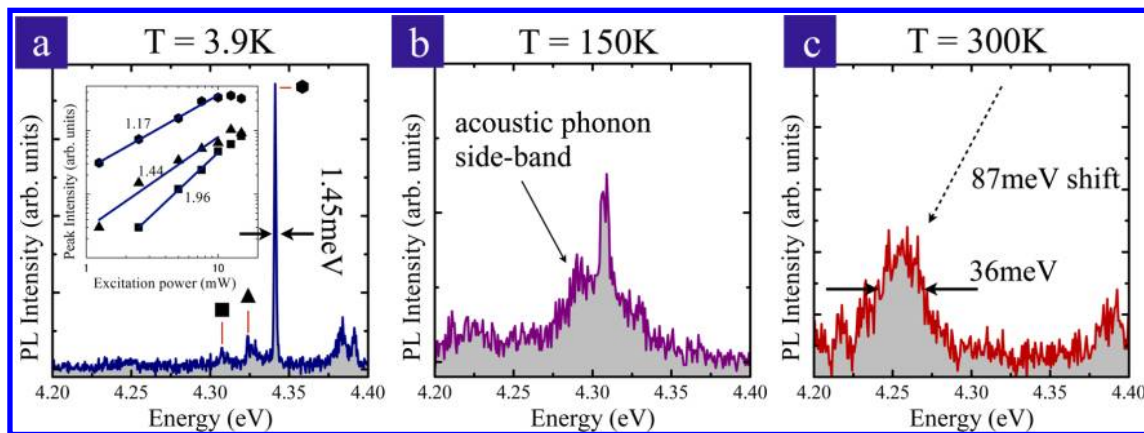 a
T = 3.9K
PL Intensity (arb. units)
Peak Intensity (arb. units)
1.17
1.44
1.96
1
10
Excitation power (mW)
1.45meV
4.20
4.25
4.30
4.35
4.40
Energy (eV)
b
T = 150K
PL Intensity (arb. units)
acoustic phonon
side-band
4.20
4.25
4.30
4.35
4.40
Energy (eV)
c
T = 300K
PL Intensity (arb. units)
87meV shift
36meV
4.20
4.25
4.30
4.35
4.40
Energy (eV)